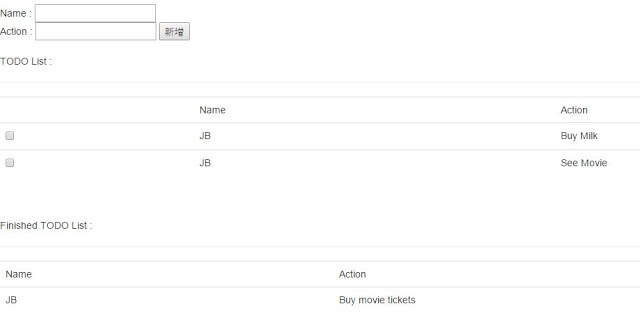 Name :
Action : 新增
TODO List :
Name Action
JB Buy Milk
JB See Movie
Finished TODO List :
Name Action
JB Buy movie tickets